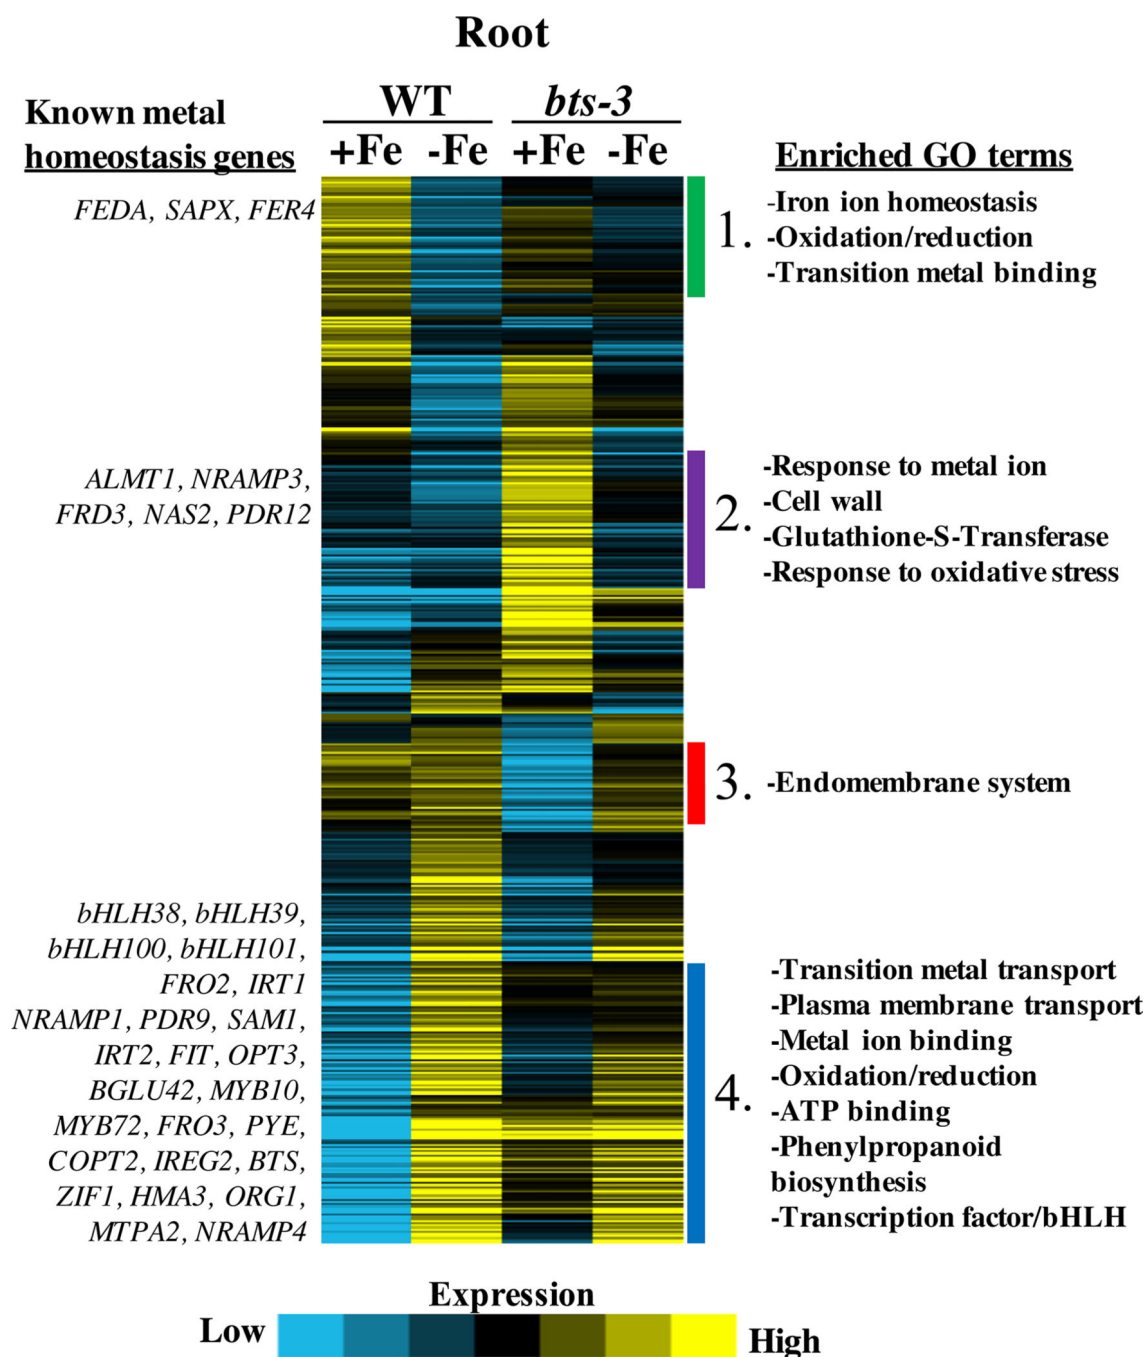 Root
WT bts-3
Known metal
homeostasis genes
+Fe -Fe +Fe -Fe
Enriched GO terms
FEDA, SAPX, FER4
1.
-Iron ion homeostasis
-Oxidation/reduction
-Transition metal binding
ALMT1, NRAMP3,
FRD3, NAS2, PDR12
2.
-Response to metal ion
-Cell wall
-Glutathione-S-Transferase
-Response to oxidative stress
3.
-Endomembrane system
bHLH38, bHLH39,
bHLH100, bHLH101,
FRO2, IRT1
NRAMP1, PDR9, SAM1,
IRT2, FIT, OPT3,
BGLU42, MYB10,
MYB72, FRO3, PYE,
COPT2, IREG2, BTS,
ZIF1, HMA3, ORG1,
MTPA2, NRAMP4
4.
-Transition metal transport
-Plasma membrane transport
-Metal ion binding
-Oxidation/reduction
-ATP binding
-Phenylpropanoid
biosynthesis
-Transcription factor/bHLH
Expression
Low High